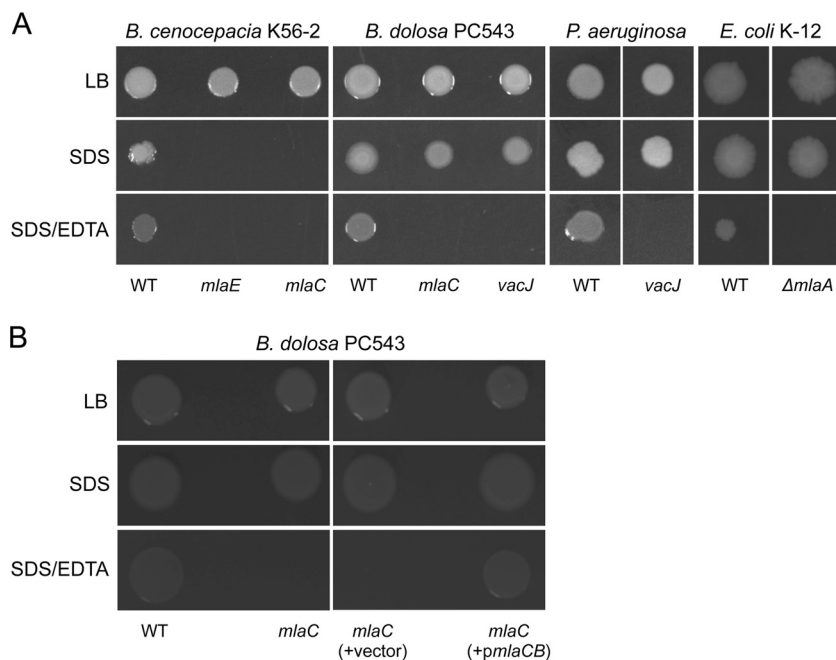 A
B. cenocepacia K56-2 B. dolosa PC543 P. aeruginosa E. coli K-12
LB
SDS
SDS/EDTA
WT mlaE mlaC WT mlaC vacJ WT vacJ WT ΔmlaA
B
B. dolosa PC543
LB
SDS
SDS/EDTA
WT mlaC mlaC mlaC
(+vector) (+pmlaCB)